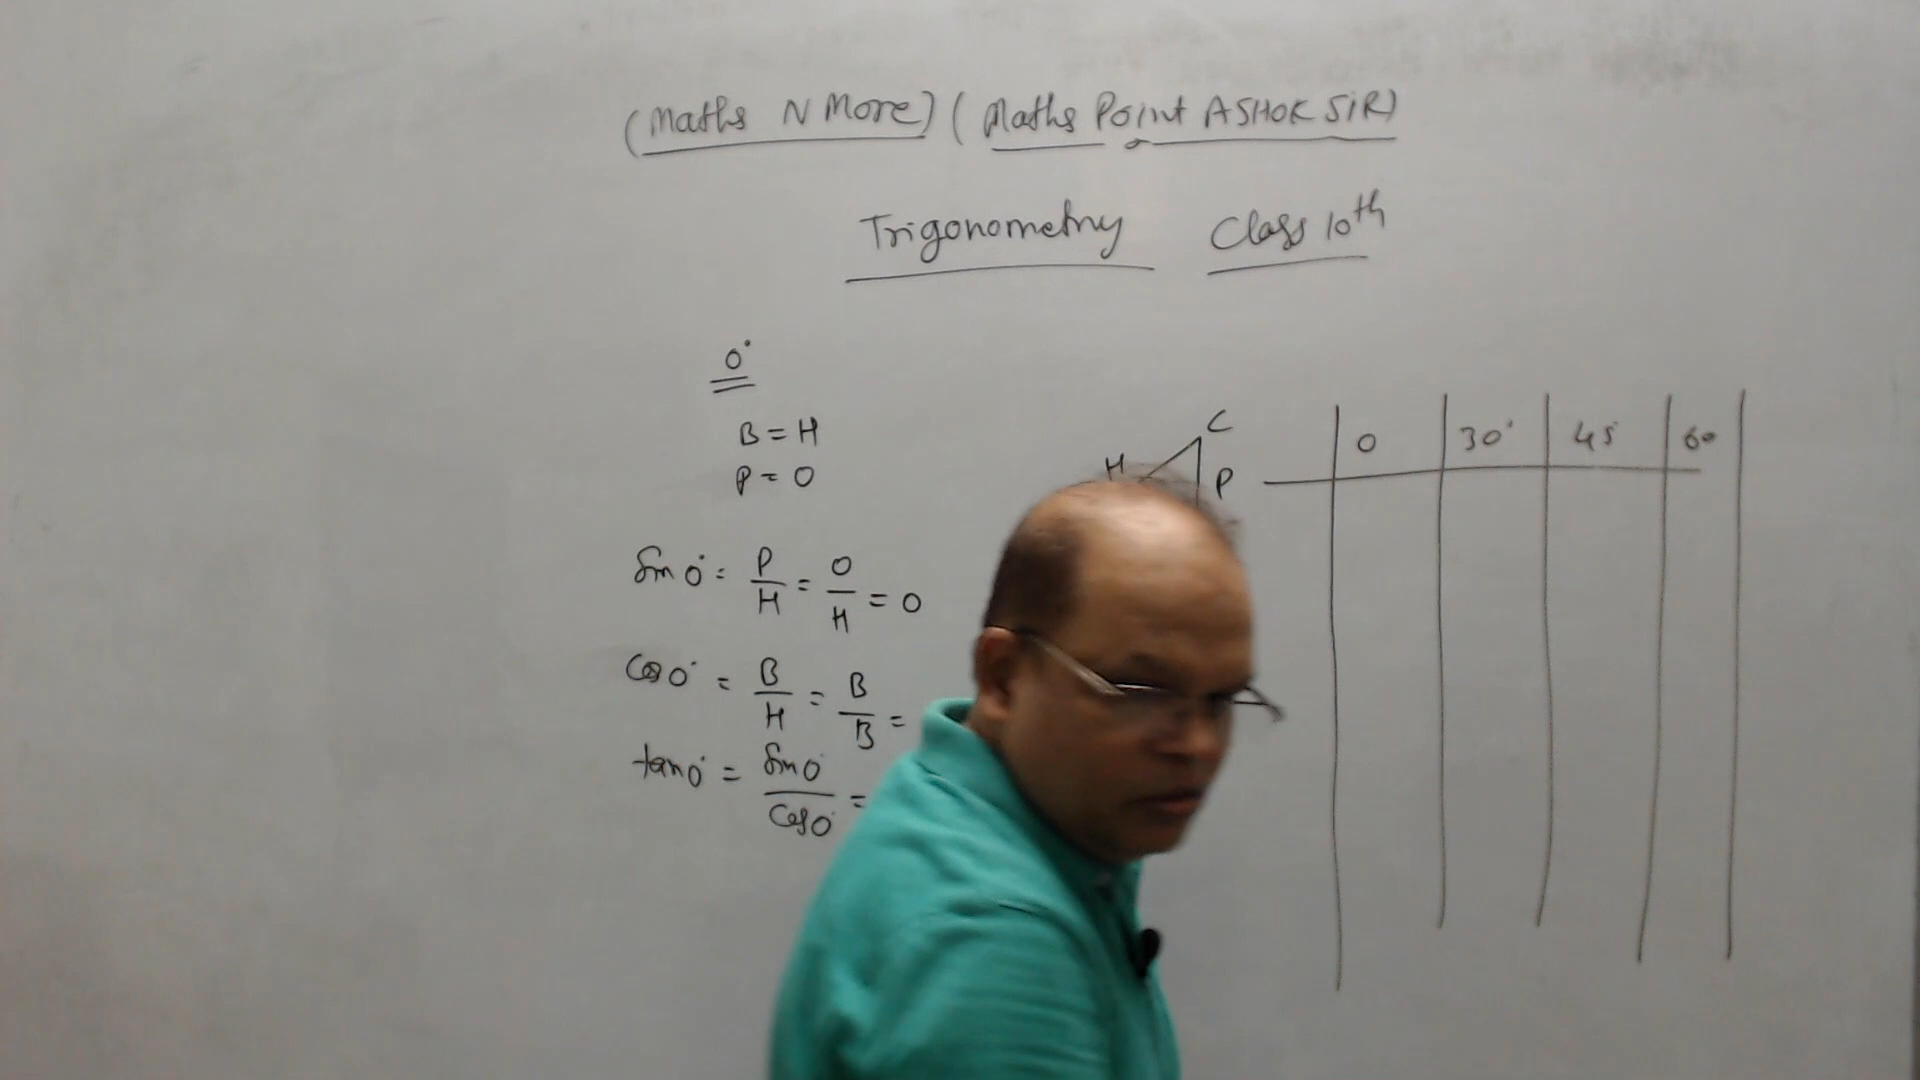 (Maths N More) (Maths Point ASHOK SIR)
Trigonometry Class 10th
0°
B = H
P = 0
Sin 0° = P/H = 0/H = 0
Cos 0° = B/H = B/B =
tan 0° = Sin 0°/Cos 0° =
C
H
P
0 30° 45 60